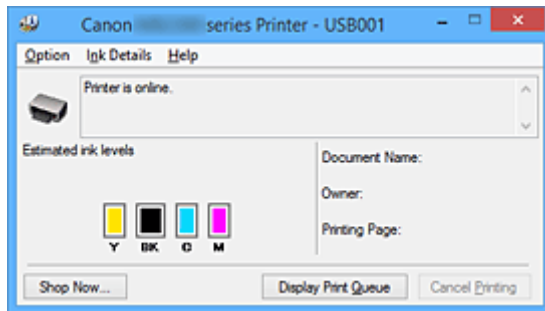 Canon series Printer - USB001
Option Ink Details Help
Printer is online.
Estimated ink levels
Document Name:
Owner:
Printing Page:
Y BK C M
Shop Now... Display Print Queue Cancel Printing